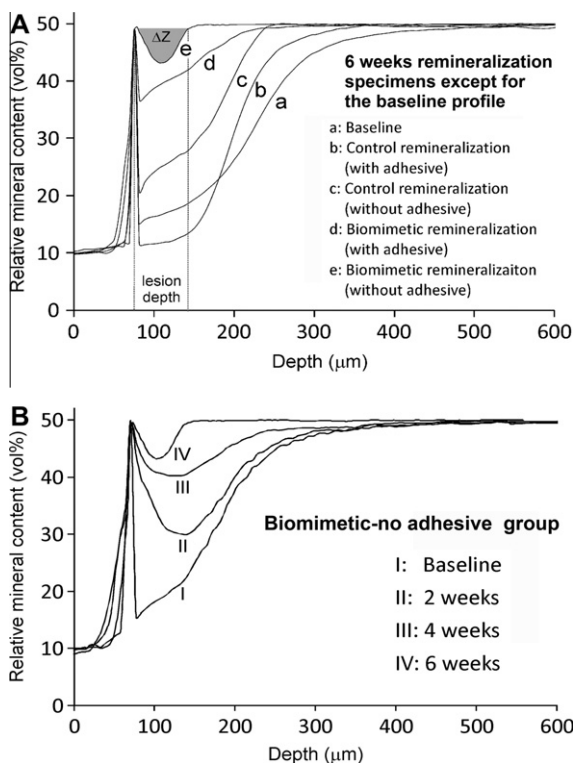 A
Relative mineral content (vol%)
60
50
40
30
20
10
0
ΔZ
e
d
c
b
a
6 weeks remineralization
specimens except for
the baseline profile
a: Baseline
b: Control remineralization
(with adhesive)
c: Control remineralization
(without adhesive)
d: Biomimetic remineralization
(with adhesive)
e: Biomimetic remineralizaiton
(without adhesive)
lesion
depth
0 100 200 300 400 500 600
Depth (μm)
B
Relative mineral content (vol%)
60
50
40
30
20
10
0
IV
III
II
I
Biomimetic-no adhesive group
I: Baseline
II: 2 weeks
III: 4 weeks
IV: 6 weeks
0 100 200 300 400 500 600
Depth (μm)